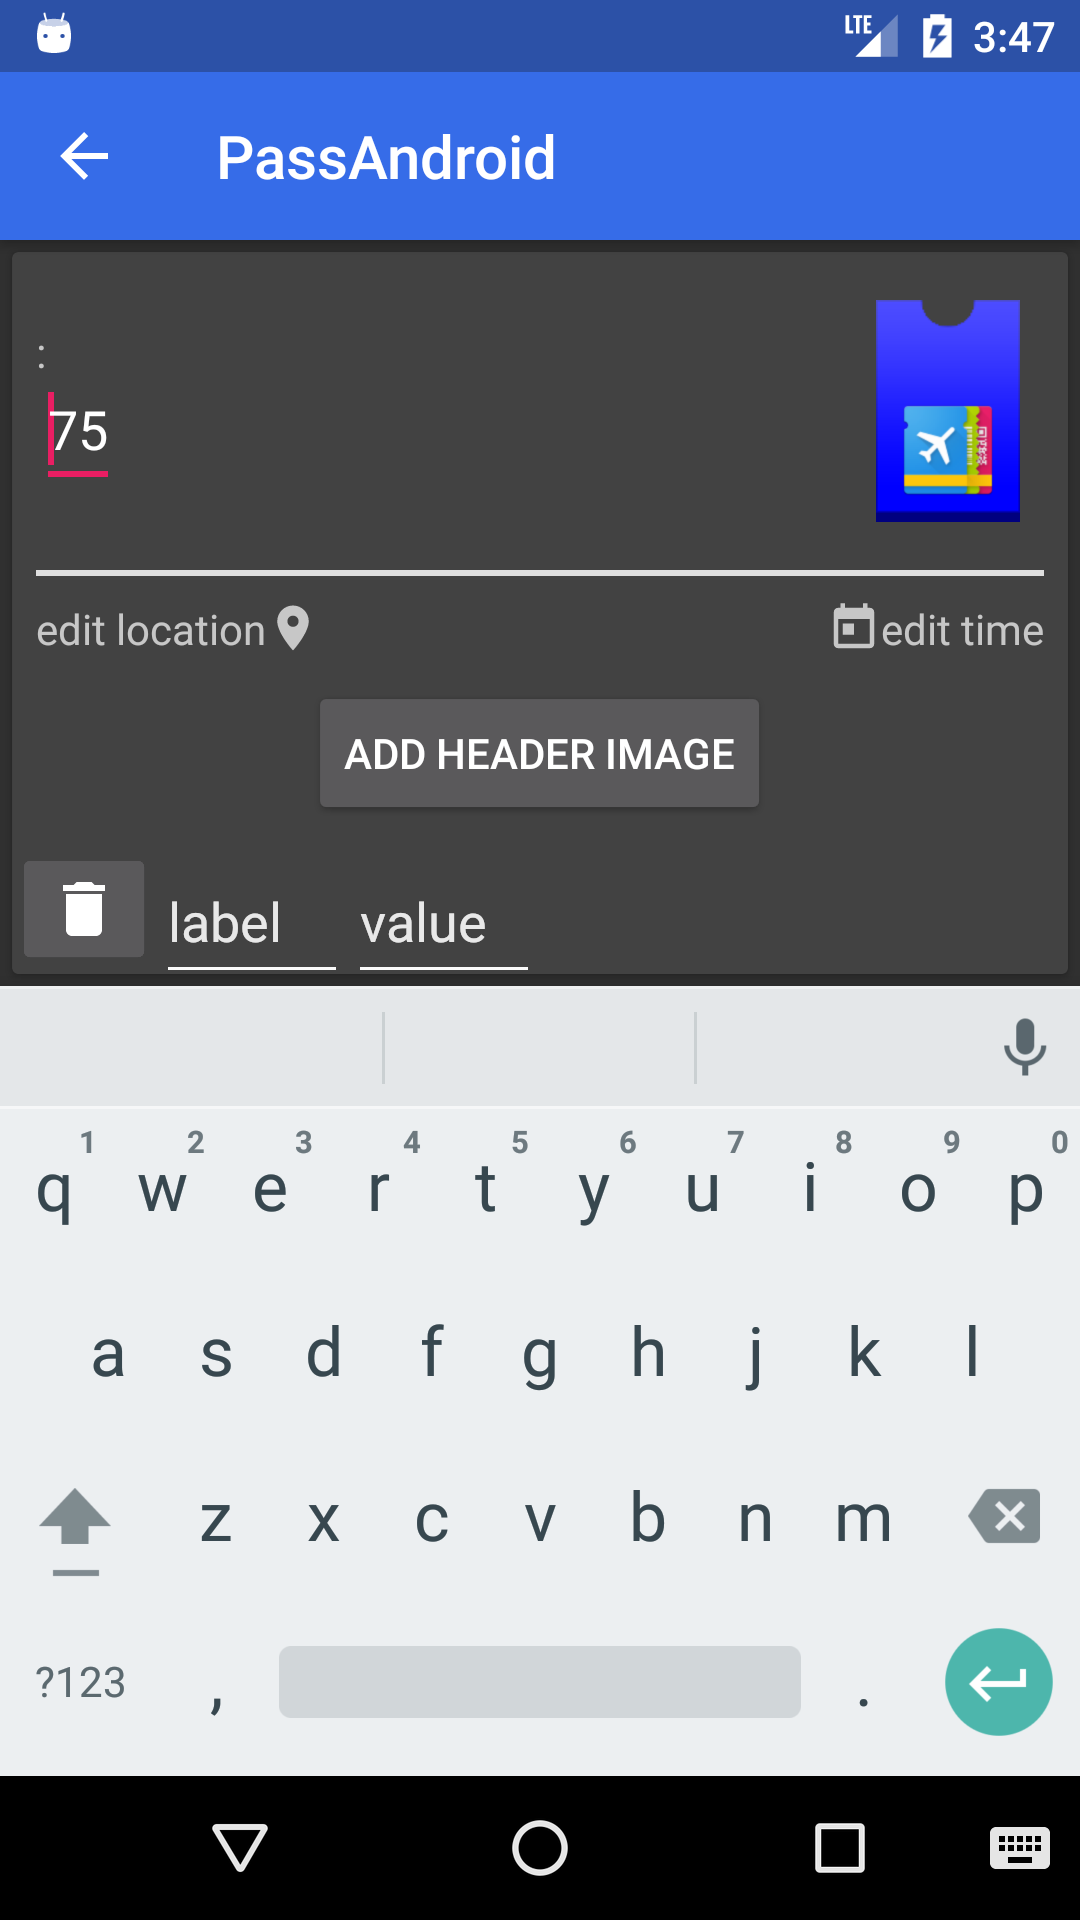 LTE 3:47
PassAndroid
:
75
edit location edit time
ADD HEADER IMAGE
label value
1 2 3 4 5 6 7 8 9 0
q w e r t y u i o p
a s d f g h j k l
z x c v b n m
?123 , .